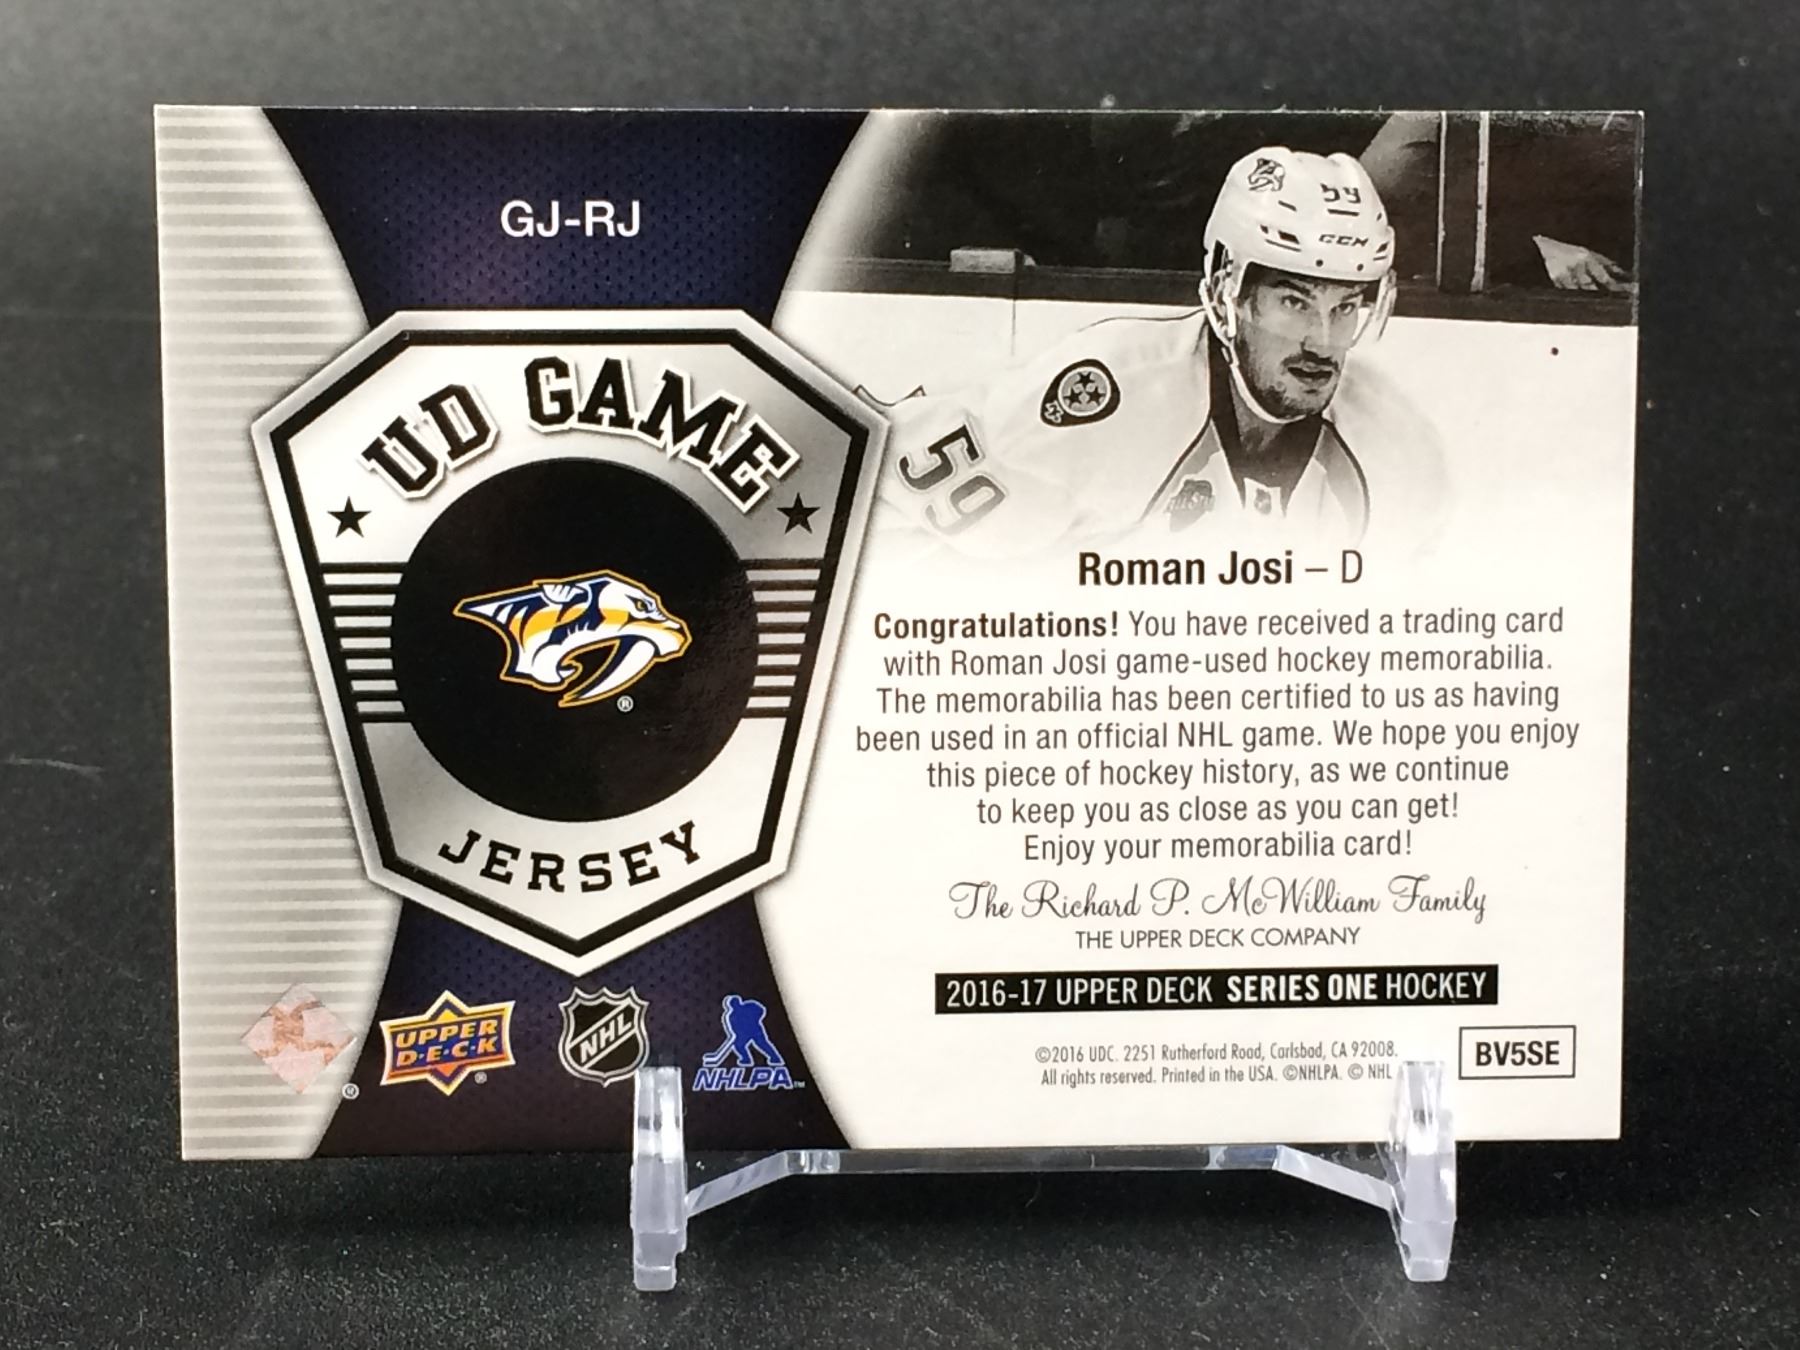 GJ-RJ
UD GAME
JERSEY
®
59
CCM
59
Roman Josi – D
Congratulations! You have received a trading card
with Roman Josi game-used hockey memorabilia.
The memorabilia has been certified to us as having
been used in an official NHL game. We hope you enjoy
this piece of hockey history, as we continue
to keep you as close as you can get!
Enjoy your memorabilia card!
The Richard P. McWilliam Family
THE UPPER DECK COMPANY
2016-17 UPPER DECK SERIES ONE HOCKEY
©2016 UDC. 2251 Rutherford Road, Carlsbad, CA 92008.
All rights reserved. Printed in the USA. ©NHLPA. © NHL
BV5SE
®
UPPER
D·E·C·K
®
NHL
NHLPA™